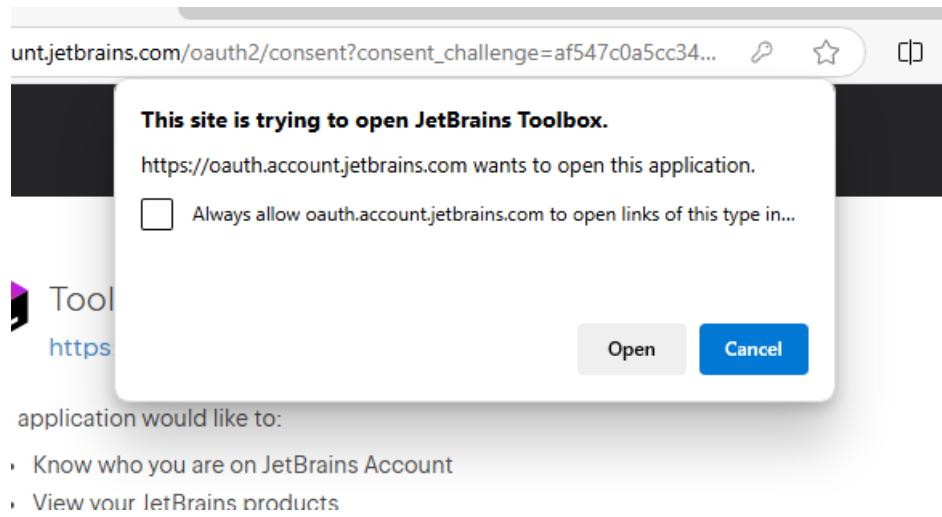 unt.jetbrains.com/oauth2/consent?consent_challenge=af547c0a5cc34...
This site is trying to open JetBrains Toolbox.
https://oauth.account.jetbrains.com wants to open this application.
Always allow oauth.account.jetbrains.com to open links of this type in...
Tool
https
Open
Cancel
application would like to:
• Know who you are on JetBrains Account
• View your JetBrains products